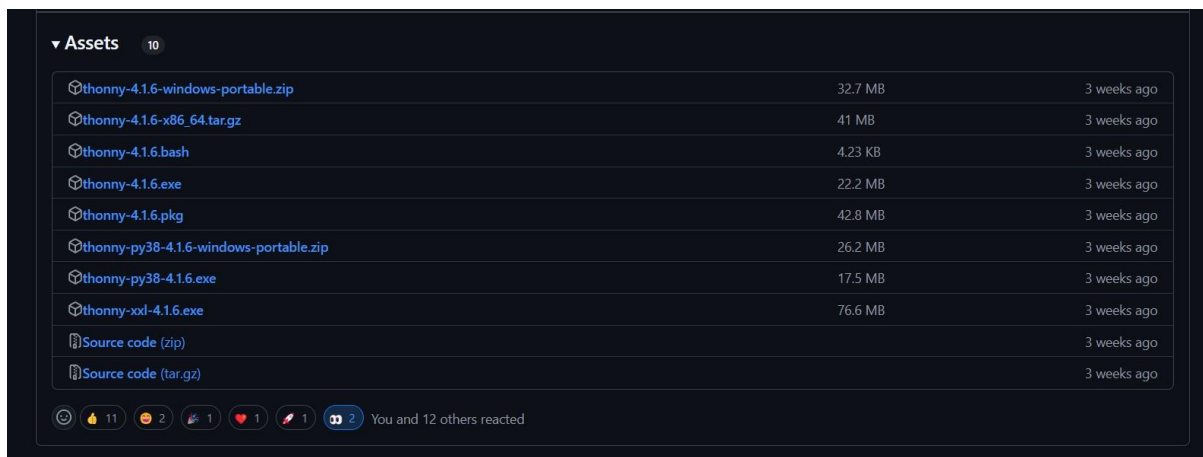 Assets 10
thonny-4.1.6-windows-portable.zip 32.7 MB 3 weeks ago
thonny-4.1.6-x86_64.tar.gz 41 MB 3 weeks ago
thonny-4.1.6.bash 4.23 KB 3 weeks ago
thonny-4.1.6.exe 22.2 MB 3 weeks ago
thonny-4.1.6.pkg 42.8 MB 3 weeks ago
thonny-py38-4.1.6-windows-portable.zip 26.2 MB 3 weeks ago
thonny-py38-4.1.6.exe 17.5 MB 3 weeks ago
thonny-xxl-4.1.6.exe 76.6 MB 3 weeks ago
Source code (zip) 3 weeks ago
Source code (tar.gz) 3 weeks ago
11 2 1 1 1 2 You and 12 others reacted